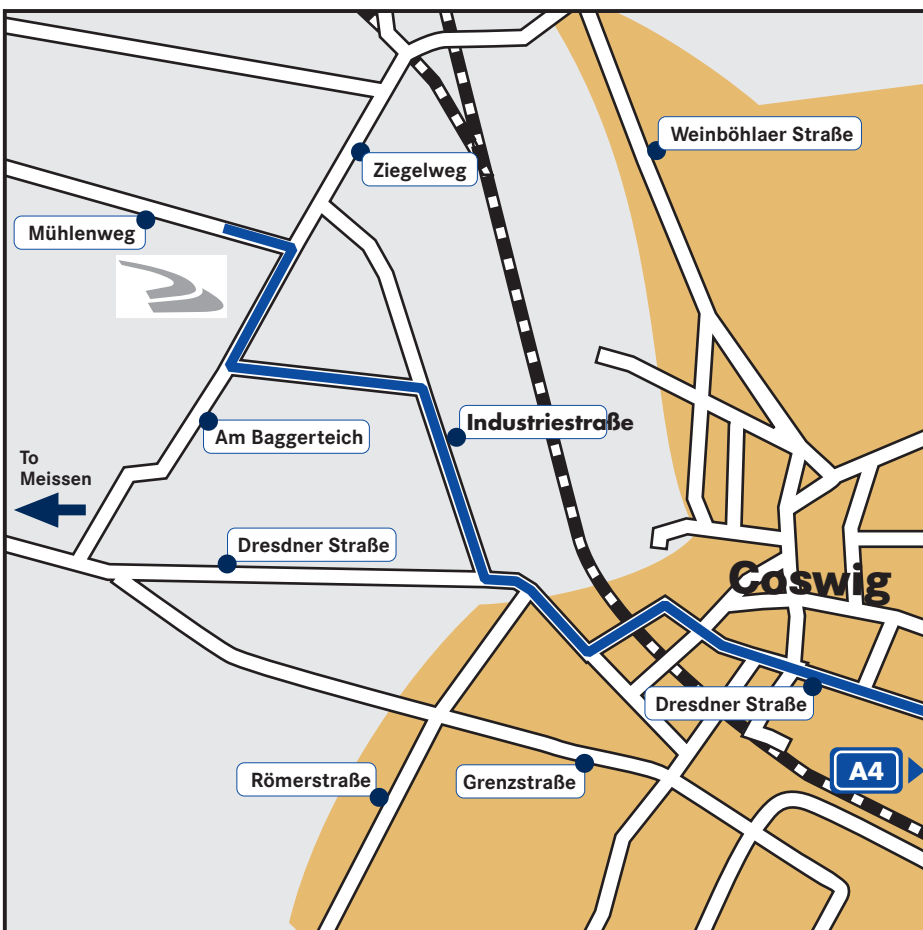 Weinböhlaer Straße
Ziegelweg
Mühlenweg
Industriestraße
Am Baggerteich
To
Meissen
Dresdner Straße
Coswig
Dresdner Straße
Römerstraße
Grenzstraße
A4